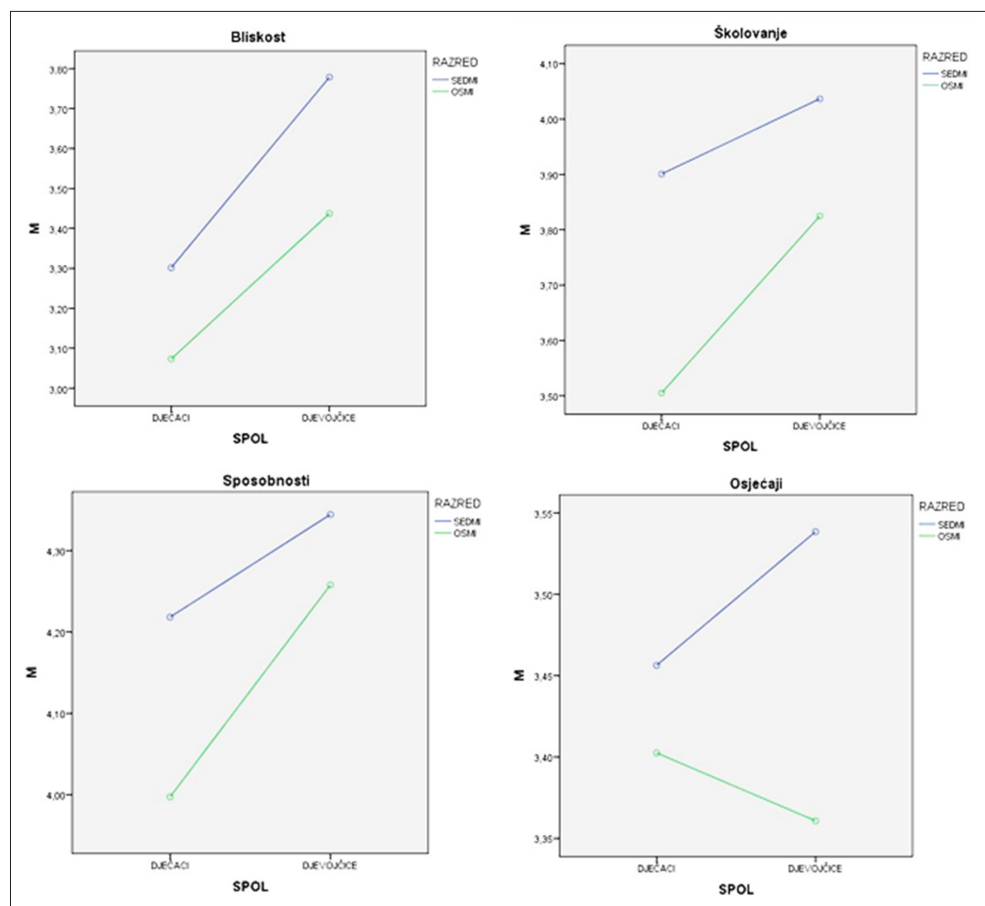 Bliskost
RAZRED
SEDMI
OSMI
3,80
3,70
3,60
3,50
3,40
3,30
3,20
3,10
3,00
M
DJEČACI
DJEVOJČICE
SPOL
Školovanje
RAZRED
SEDMI
OSMI
4,10
4,00
3,90
3,80
3,70
3,60
3,50
M
DJEČACI
DJEVOJČICE
SPOL
Sposobnosti
RAZRED
SEDMI
OSMI
4,30
4,20
4,10
4,00
M
DJEČACI
DJEVOJČICE
SPOL
Osjećaji
RAZRED
SEDMI
OSMI
3,55
3,50
3,45
3,40
3,35
M
DJEČACI
DJEVOJČICE
SPOL